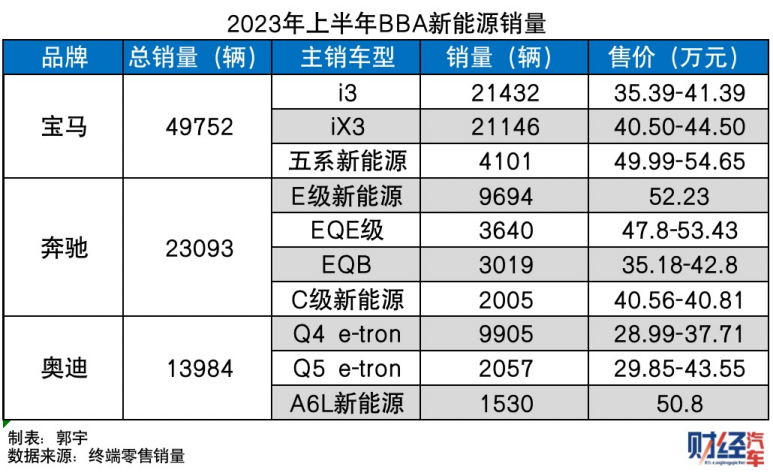 2023年上半年BBA新能源销量
品牌 总销量（辆） 主销车型 销量（辆） 售价（万元）
宝马 49752 i3 21432 35.39-41.39
iX3 21146 40.50-44.50
五系新能源 4101 49.99-54.65
奔驰 23093 E级新能源 9694 52.23
EQE级 3640 47.8-53.43
EQB 3019 35.18-42.8
C级新能源 2005 40.56-40.81
奥迪 13984 Q4 e-tron 9905 28.99-37.71
Q5 e-tron 2057 29.85-43.55
A6L新能源 1530 50.8
制表：郭宇
数据来源：终端零售销量
财经汽车